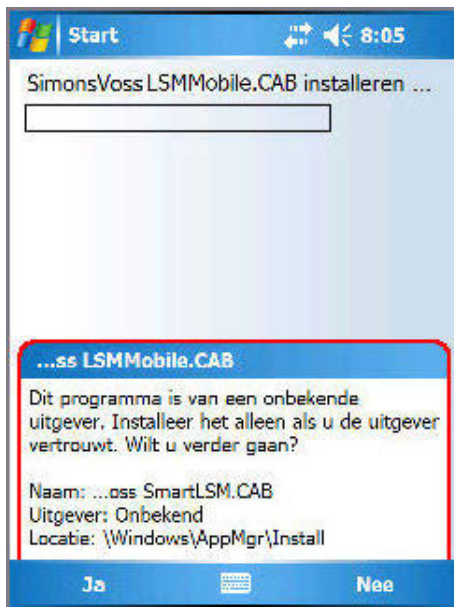 Start 8:05
SimonsVoss LSMMobile.CAB installeren ...
...ss LSMMobile.CAB
Dit programma is van een onbekende
uitgever. Installeer het alleen als u de uitgever
vertrouwt. Wilt u verder gaan?
Naam: ...oss SmartLSM.CAB
Uitgever: Onbekend
Locatie: \Windows\AppMgr\Install
Ja Nee